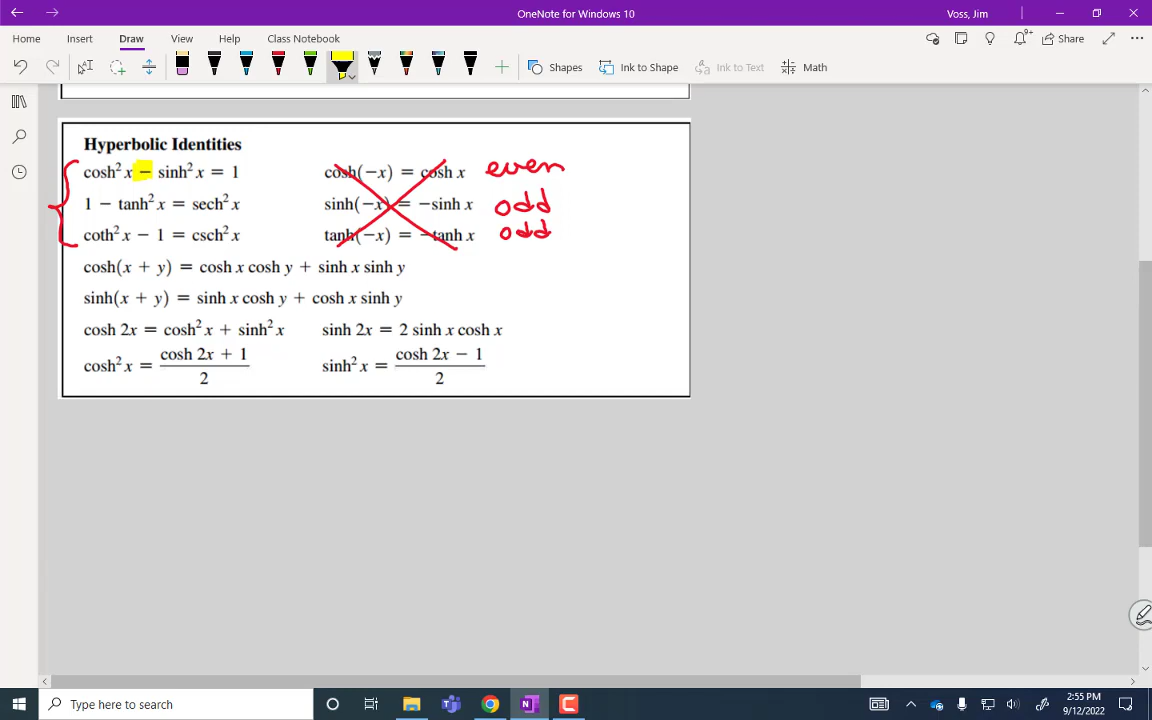 OneNote for Windows 10
Voss, Jim
Home Insert Draw View Help Class Notebook
9+ Share
Shapes Ink to Shape Ink to Text Math
Hyperbolic Identities
cosh² x − sinh² x = 1 cosh(−x) = cosh x even
1 − tanh² x = sech² x sinh(−x) = −sinh x odd
coth² x − 1 = csch² x tanh(−x) = −tanh x odd
cosh(x + y) = cosh x cosh y + sinh x sinh y
sinh(x + y) = sinh x cosh y + cosh x sinh y
cosh 2x = cosh² x + sinh² x sinh 2x = 2 sinh x cosh x
cosh² x = (cosh 2x + 1)/2 sinh² x = (cosh 2x − 1)/2
Type here to search
2:55 PM
9/12/2022